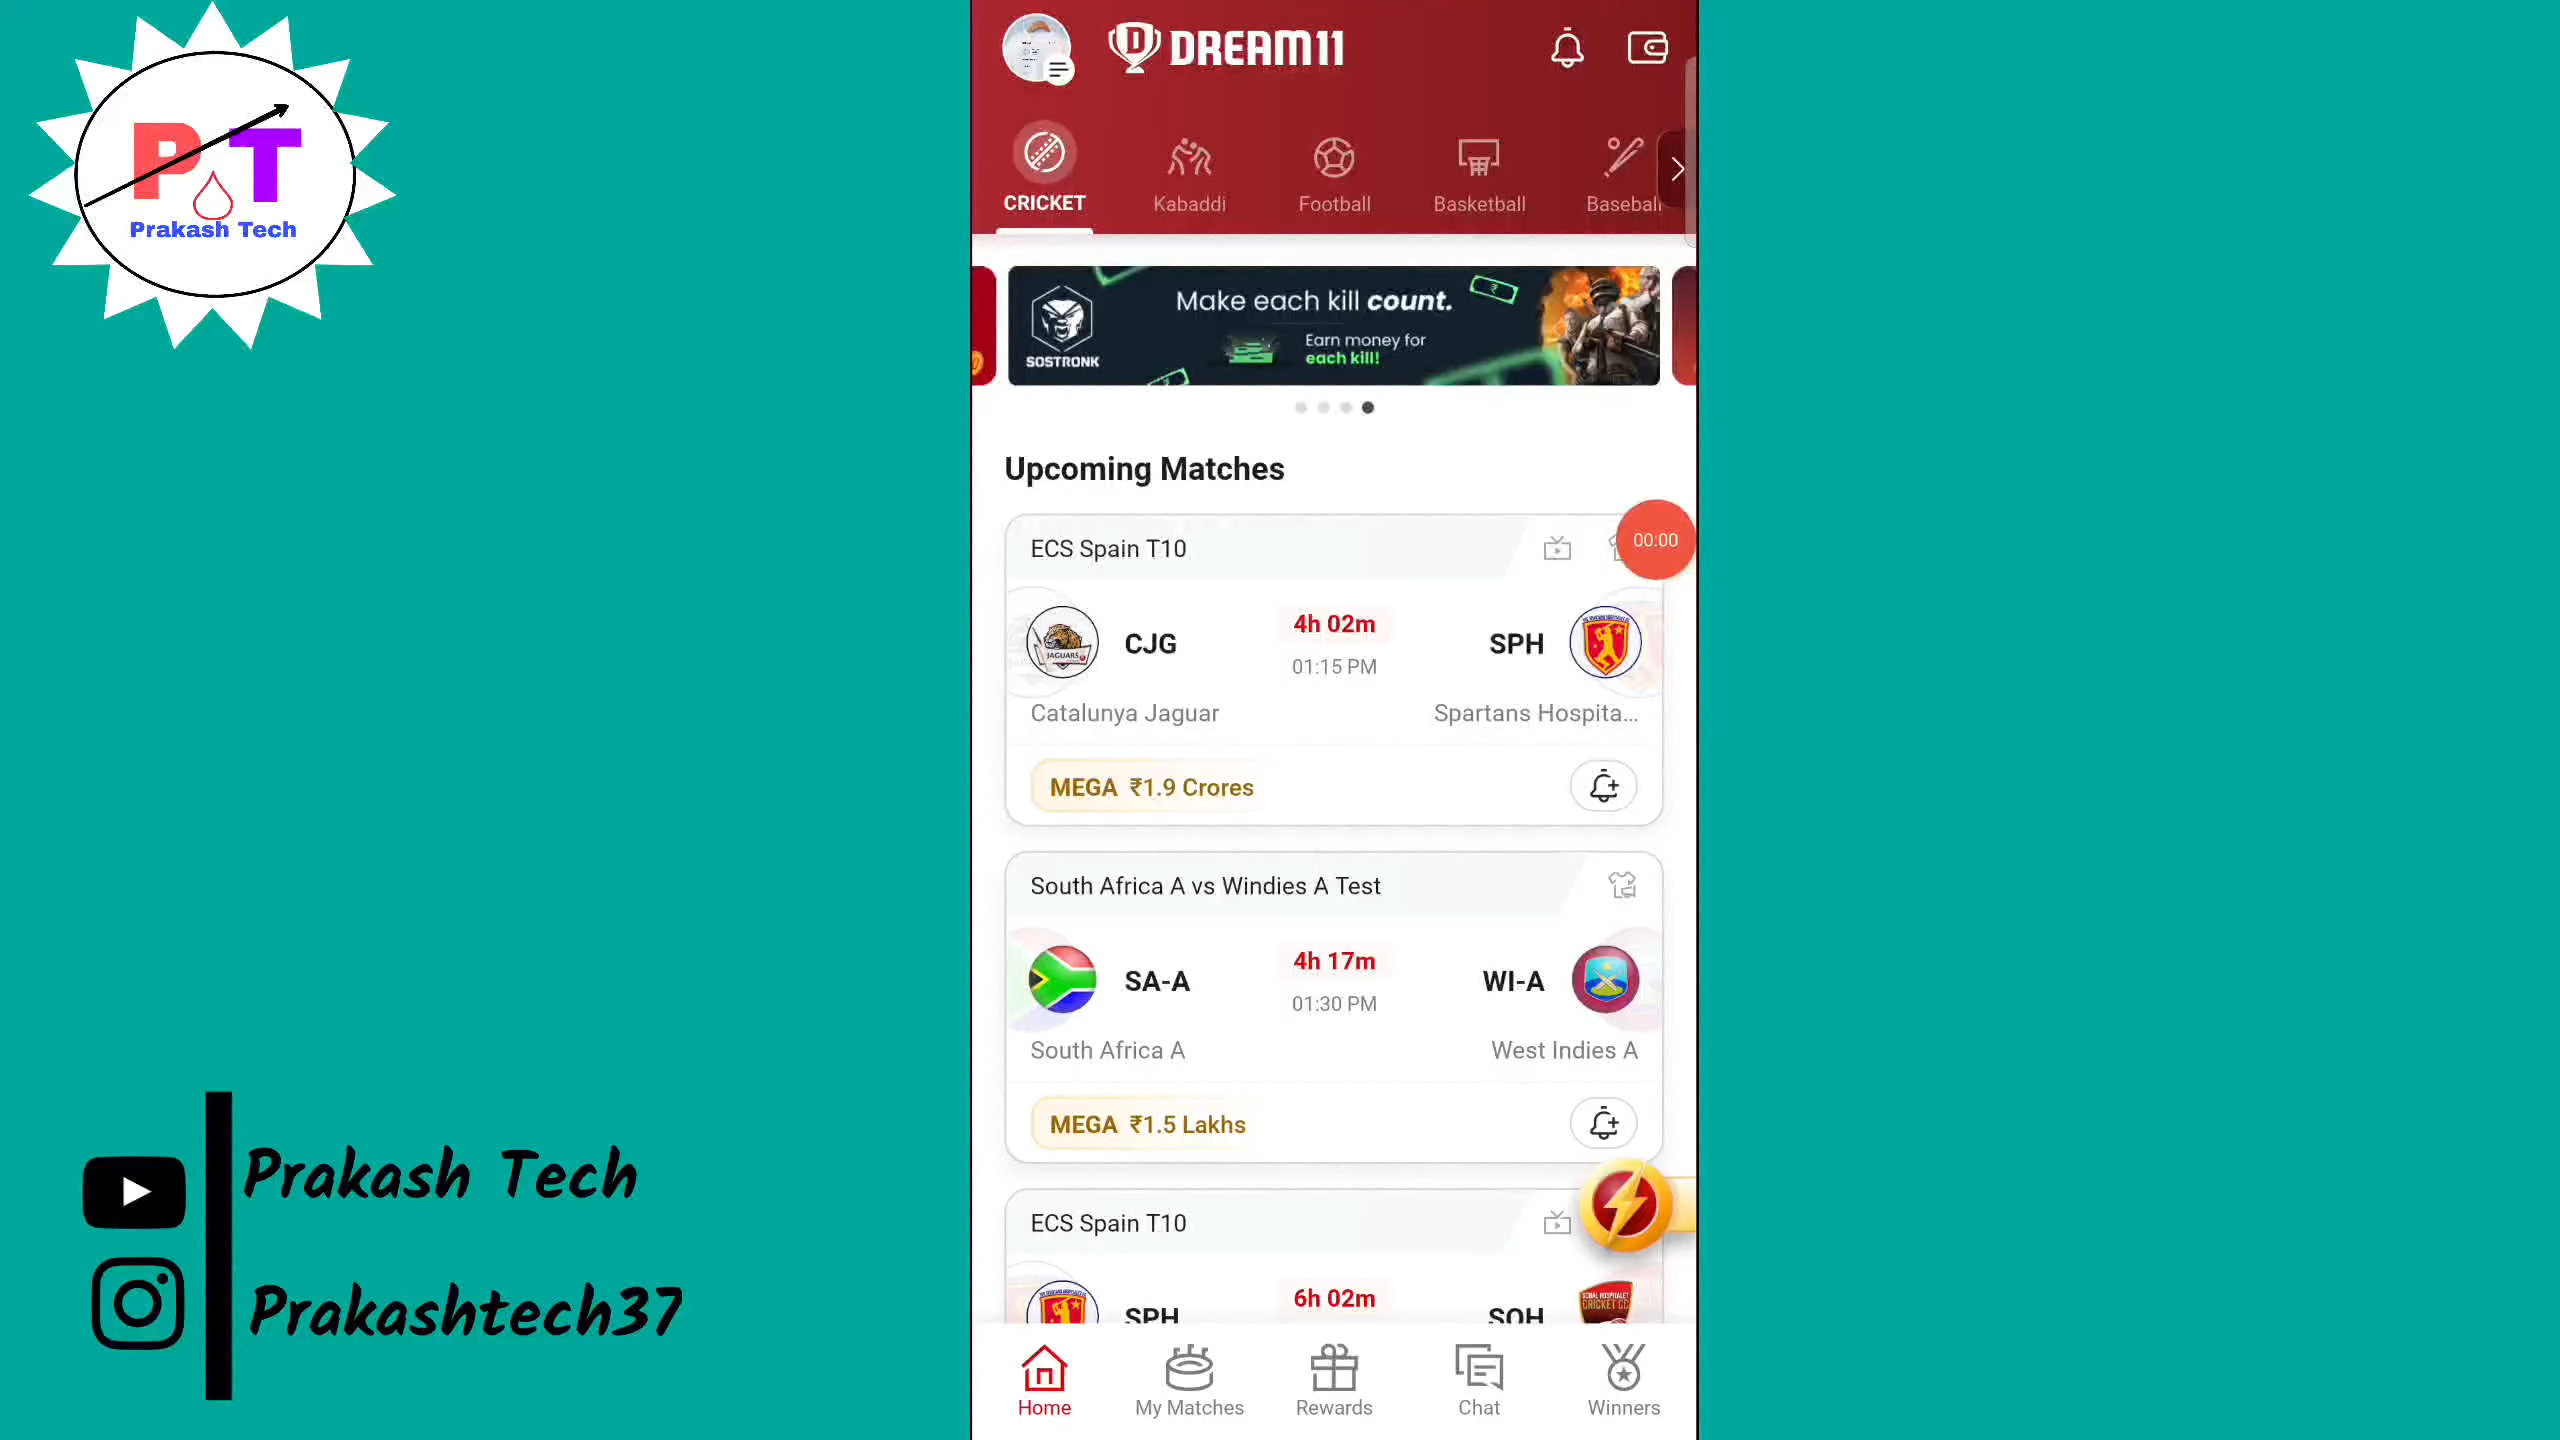 P T
Prakash Tech
DREAM11
CRICKET
Kabaddi
Football
Basketball
Baseball
SOSTRONK
Make each kill count.
Earn money for
each kill!
Upcoming Matches
ECS Spain T10
00:00
CJG
4h 02m
SPH
01:15 PM
Catalunya Jaguar
Spartans Hospita...
MEGA ₹1.9 Crores
South Africa A vs Windies A Test
SA-A
4h 17m
WI-A
01:30 PM
South Africa A
West Indies A
MEGA ₹1.5 Lakhs
ECS Spain T10
SPH
6h 02m
SOH
Home
My Matches
Rewards
Chat
Winners
Prakash Tech
Prakashtech37